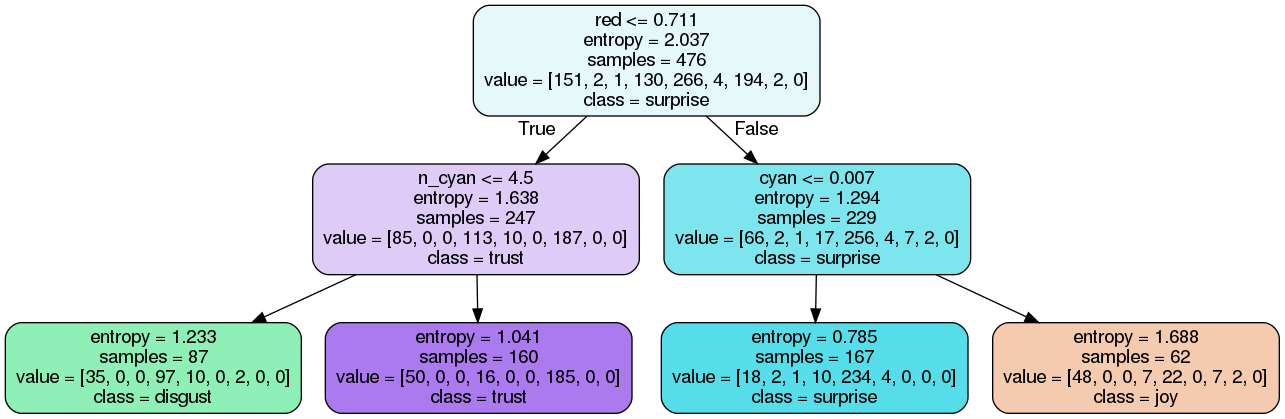 red <= 0.711
entropy = 2.037
samples = 476
value = [151, 2, 1, 130, 266, 4, 194, 2, 0]
class = surprise
True
False
n_cyan <= 4.5
entropy = 1.638
samples = 247
value = [85, 0, 0, 113, 10, 0, 187, 0, 0]
class = trust
cyan <= 0.007
entropy = 1.294
samples = 229
value = [66, 2, 1, 17, 256, 4, 7, 2, 0]
class = surprise
entropy = 1.233
samples = 87
value = [35, 0, 0, 97, 10, 0, 2, 0, 0]
class = disgust
entropy = 1.041
samples = 160
value = [50, 0, 0, 16, 0, 0, 185, 0, 0]
class = trust
entropy = 0.785
samples = 167
value = [18, 2, 1, 10, 234, 4, 0, 0, 0]
class = surprise
entropy = 1.688
samples = 62
value = [48, 0, 0, 7, 22, 0, 7, 2, 0]
class = joy